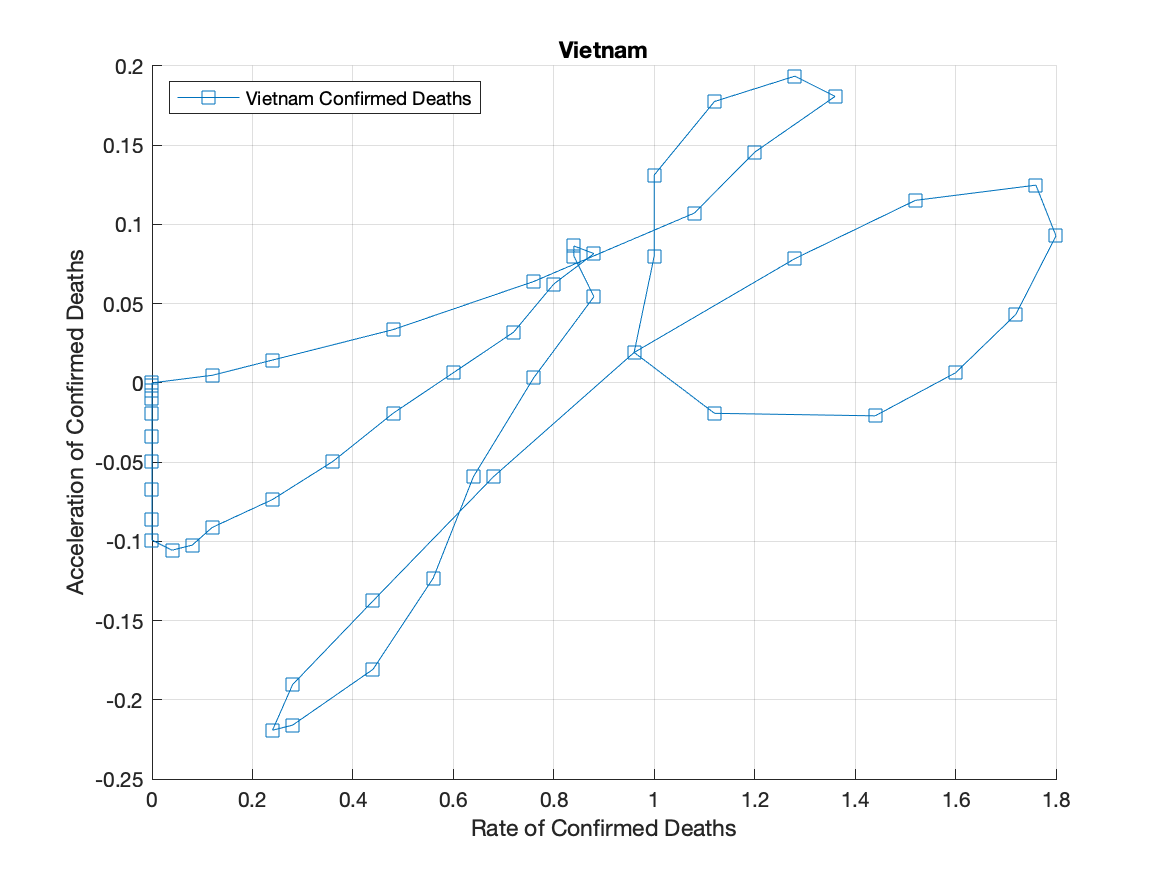 Vietnam
Vietnam Confirmed Deaths
0.2
0.15
0.1
0.05
0
-0.05
-0.1
-0.15
-0.2
-0.25
Acceleration of Confirmed Deaths
0 0.2 0.4 0.6 0.8 1 1.2 1.4 1.6 1.8
Rate of Confirmed Deaths